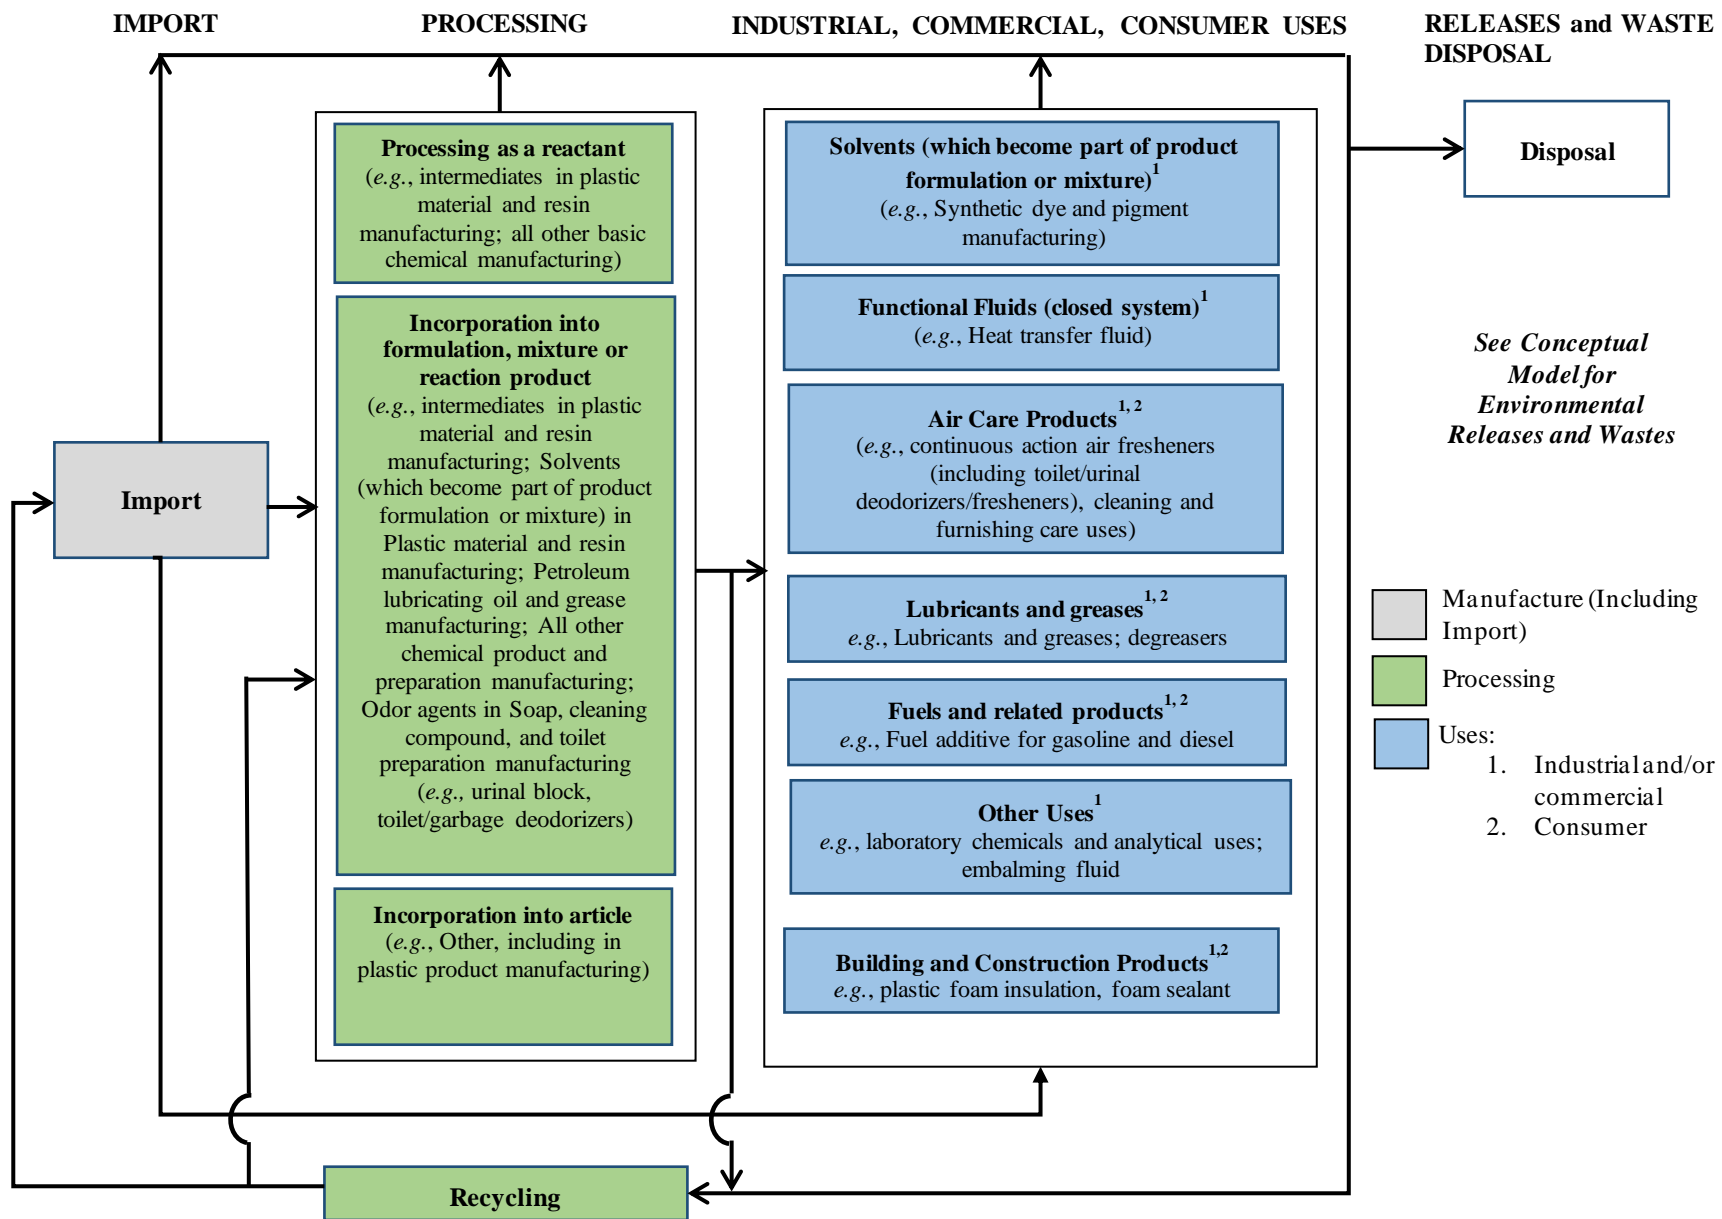 IMPORT
PROCESSING
INDUSTRIAL, COMMERCIAL, CONSUMER USES
RELEASES and WASTE
DISPOSAL
Import
Processing as a reactant
(e.g., intermediates in plastic
material and resin
manufacturing; all other basic
chemical manufacturing)
Incorporation into
formulation, mixture or
reaction product
(e.g., intermediates in plastic
material and resin
manufacturing; Solvents
(which become part of product
formulation or mixture) in
Plastic material and resin
manufacturing; Petroleum
lubricating oil and grease
manufacturing; All other
chemical product and
preparation manufacturing;
Odor agents in Soap, cleaning
compound, and toilet
preparation manufacturing
(e.g., urinal block,
toilet/garbage deodorizers)
Incorporation into article
(e.g., Other, including in
plastic product manufacturing)
Recycling
Solvents (which become part of product
formulation or mixture)1
(e.g., Synthetic dye and pigment
manufacturing)
Functional Fluids (closed system)1
(e.g., Heat transfer fluid)
Air Care Products1, 2
(e.g., continuous action air fresheners
(including toilet/urinal
deodorizers/fresheners), cleaning and
furnishing care uses)
Lubricants and greases1, 2
e.g., Lubricants and greases; degreasers
Fuels and related products1, 2
e.g., Fuel additive for gasoline and diesel
Other Uses1
e.g., laboratory chemicals and analytical uses;
embalming fluid
Building and Construction Products1,2
e.g., plastic foam insulation, foam sealant
Disposal
See Conceptual
Model for
Environmental
Releases and Wastes
Manufacture (Including
Import)
Processing
Uses:
1. Industrial and/or
commercial
2. Consumer